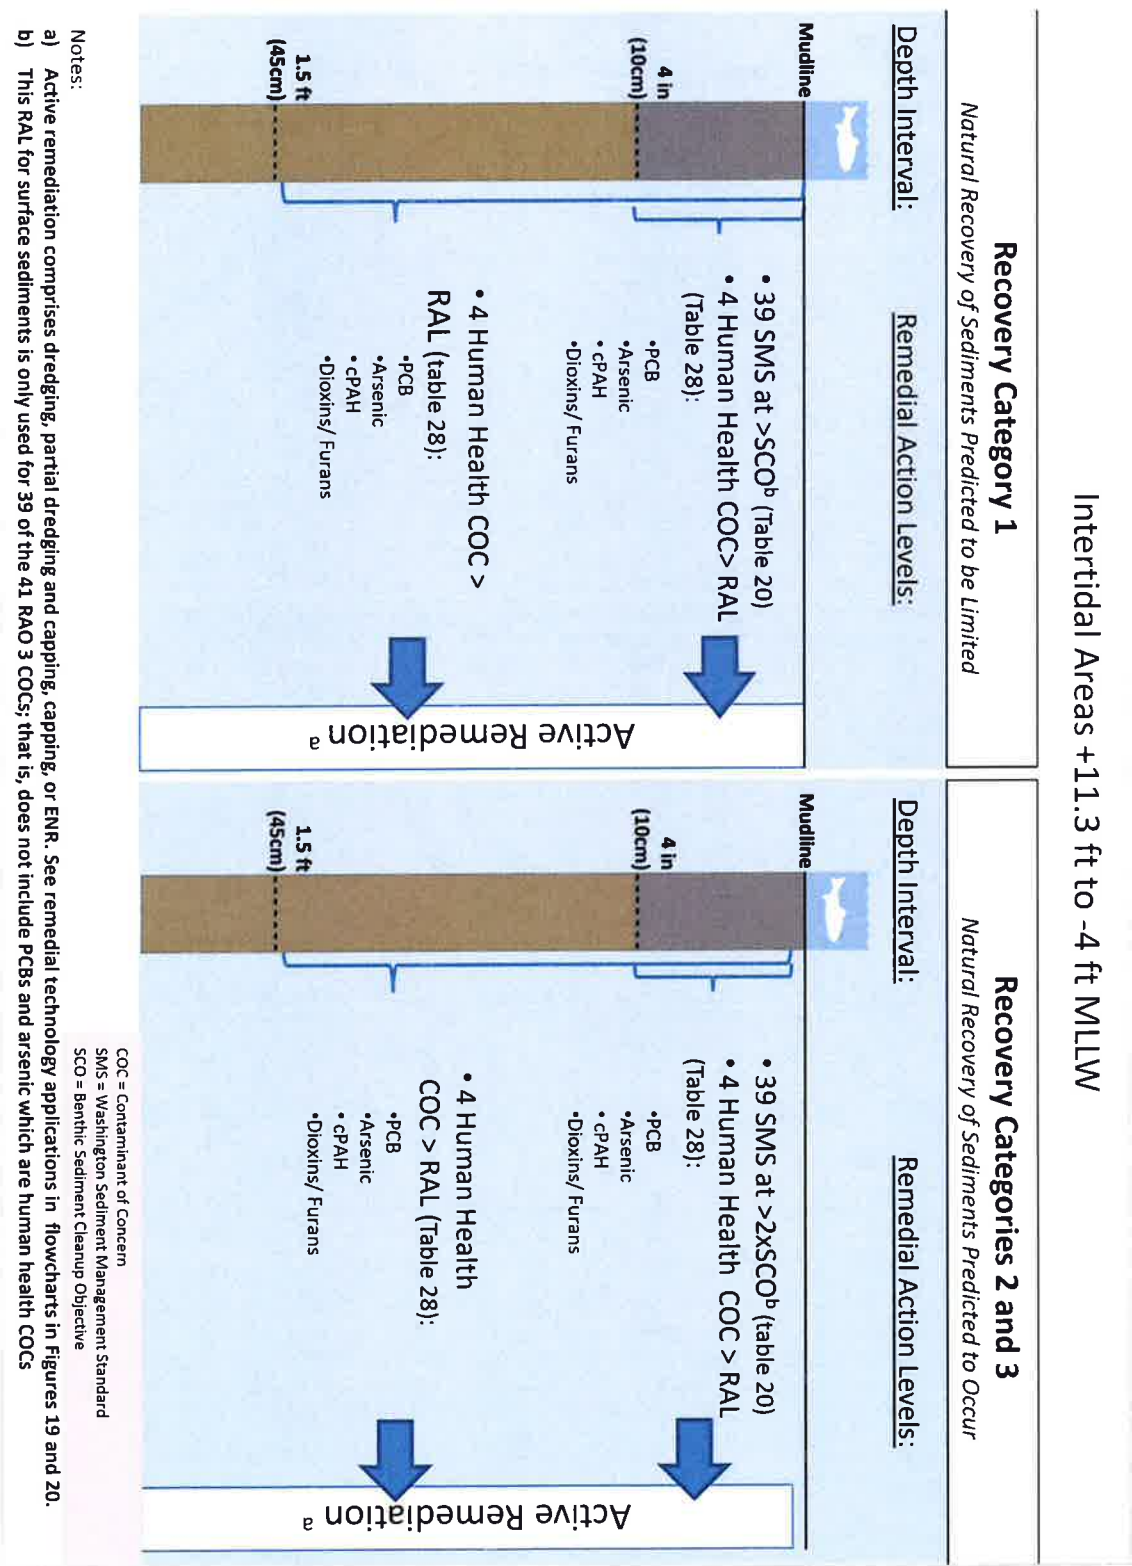 Intertidal Areas +11.3 ft to -4 ft MLLW
Recovery Category 1
Natural Recovery of Sediments Predicted to be Limited
Depth Interval:
Remedial Action Levels:
Mudline
4 in
(10cm)
1.5 ft
(45cm)
• 39 SMS at >SCOᵇ (Table 20)
• 4 Human Health COC> RAL
(Table 28):
•PCB
•Arsenic
• cPAH
•Dioxins/ Furans
• 4 Human Health COC >
RAL (table 28):
•PCB
•Arsenic
• cPAH
•Dioxins/ Furans
Active Remediation ᵃ
Recovery Categories 2 and 3
Natural Recovery of Sediments Predicted to Occur
Depth Interval:
Remedial Action Levels:
Mudline
4 in
(10cm)
1.5 ft
(45cm)
• 39 SMS at >2xSCOᵇ (table 20)
• 4 Human Health COC > RAL
(Table 28):
•PCB
•Arsenic
• cPAH
•Dioxins/ Furans
• 4 Human Health
COC > RAL (Table 28):
•PCB
•Arsenic
• cPAH
•Dioxins/ Furans
Active Remediation ᵃ
COC = Contaminant of Concern
SMS = Washington Sediment Management Standard
SCO = Benthic Sediment Cleanup Objective
Notes:
a) Active remediation comprises dredging, partial dredging and capping, capping, or ENR. See remedial technology applications in flowcharts in Figures 19 and 20.
b) This RAL for surface sediments is only used for 39 of the 41 RAO 3 COCs; that is, does not include PCBs and arsenic which are human health COCs